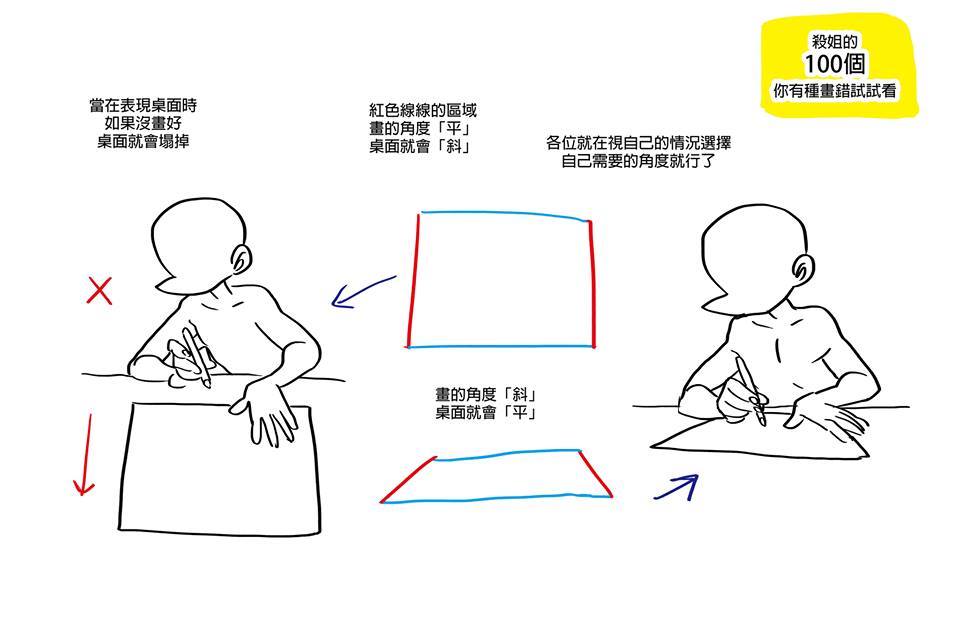 殺姐的
100個
你有種畫錯試試看
當在表現桌面時
如果沒畫好
桌面就會塌掉
紅色線線的區域
畫的角度「平」
桌面就會「斜」
各位就在視自己的情況選擇
自己需要的角度就行了
畫的角度「斜」
桌面就會「平」